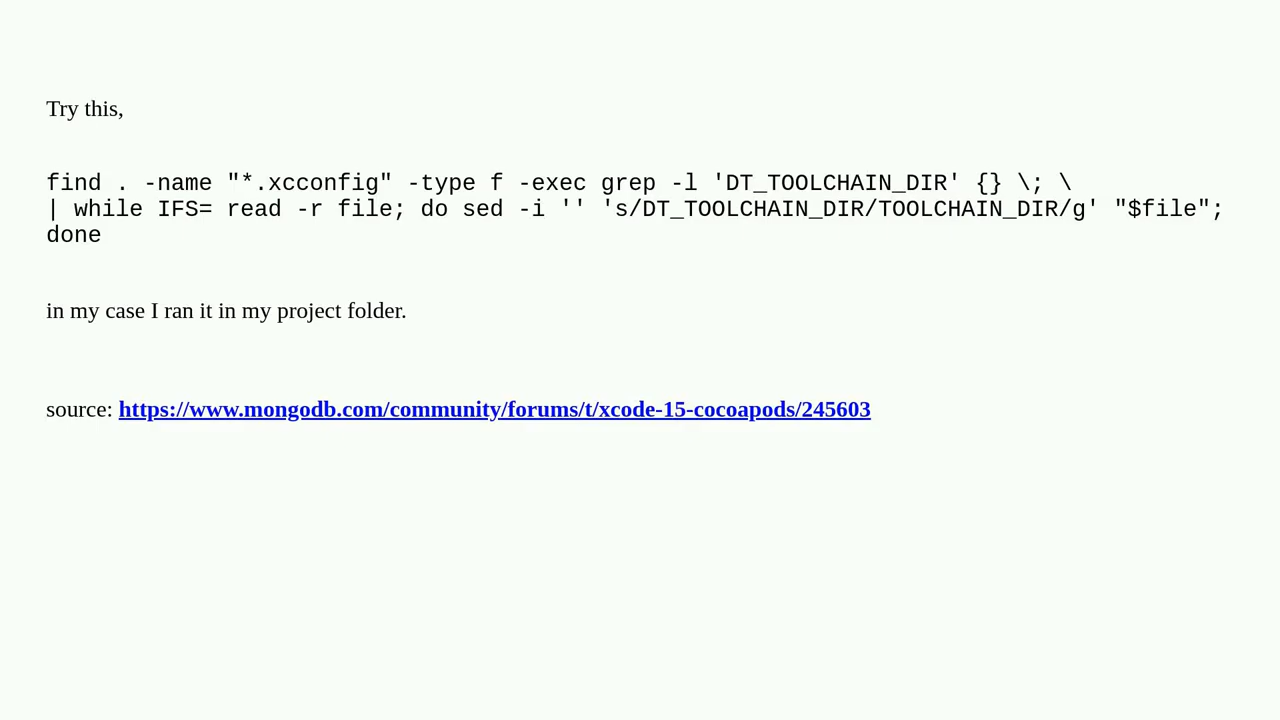 Try this,
find . -name "*.xcconfig" -type f -exec grep -l 'DT_TOOLCHAIN_DIR' {} \; \
| while IFS= read -r file; do sed -i '' 's/DT_TOOLCHAIN_DIR/TOOLCHAIN_DIR/g' "$file";
done
in my case I ran it in my project folder.
source: https://www.mongodb.com/community/forums/t/xcode-15-cocoapods/245603